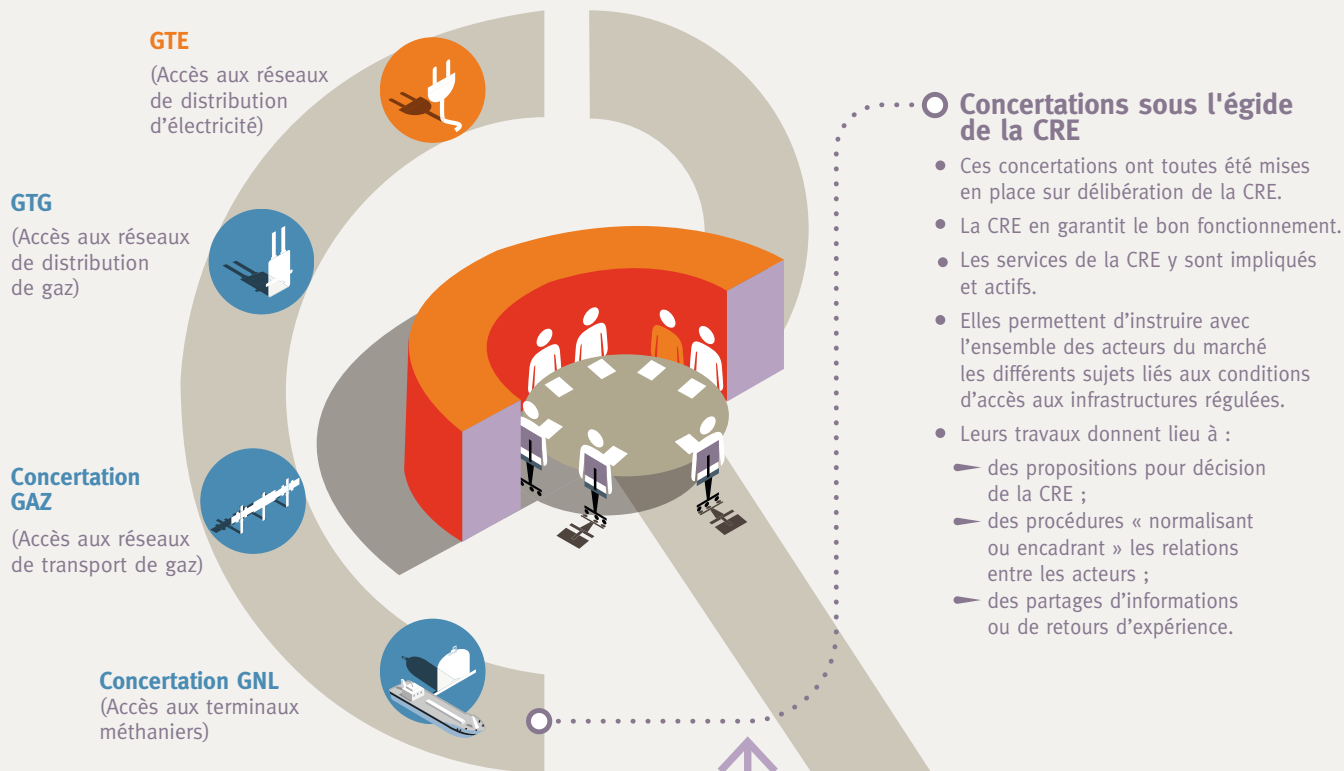 GTE
(Accès aux réseaux
de distribution
d’électricité)
GTG
(Accès aux réseaux
de distribution
de gaz)
Concertation
GAZ
(Accès aux réseaux
de transport de gaz)
Concertation GNL
(Accès aux terminaux
méthaniers)
Concertations sous l'égide
de la CRE
• Ces concertations ont toutes été mises
en place sur délibération de la CRE.
• La CRE en garantit le bon fonctionnement.
• Les services de la CRE y sont impliqués
et actifs.
• Elles permettent d’instruire avec
l’ensemble des acteurs du marché
les différents sujets liés aux conditions
d’accès aux infrastructures régulées.
• Leurs travaux donnent lieu à :
des propositions pour décision
de la CRE ;
des procédures « normalisant
ou encadrant » les relations
entre les acteurs ;
des partages d’informations
ou de retours d’expérience.